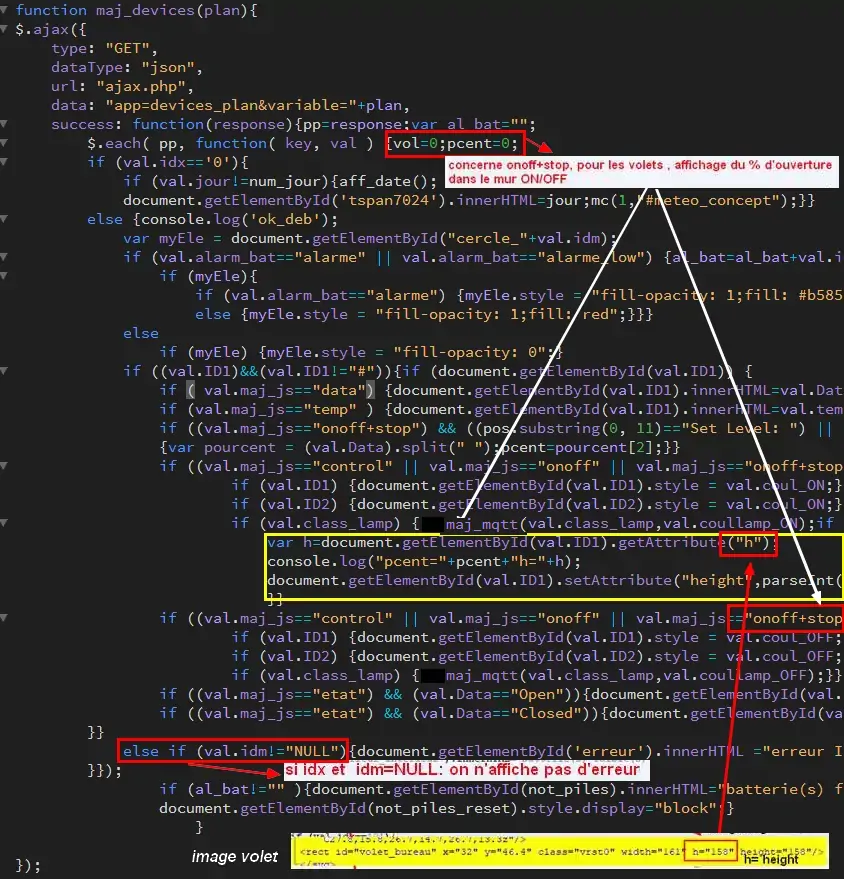 function maj_devices(plan){
$.ajax({
type: "GET",
dataType: "json",
url: "ajax.php",
data: "app=devices_plan&variable="+plan,
success: function(response){pp=response;var al_bat="";
$.each( pp, function( key, val ) {vol=0;pcent=0;
concerne onoff+stop, pour les volets , affichage du % d'ouverture
dans le mur ON/OFF
if (val.idx=='0'){
if (val.jour!=num_jour){aff_date();
document.getElementById('tspan7024').innerHTML=jour;mc(1,"#meteo_concept");}}
else {console.log('ok_deb');
var myEle = document.getElementById("cercle_"+val.idm);
if (val.alarm_bat=="alarme" || val.alarm_bat=="alarme_low") {al_bat=al_bat+val.i
if (myEle){
if (val.alarm_bat=="alarme") {myEle.style = "fill-opacity: 1;fill: #b585
else {myEle.style = "fill-opacity: 1;fill: red";}}}
else
if (myEle) {myEle.style = "fill-opacity: 0";}
if ((val.ID1)&&(val.ID1!="#")){if (document.getElementById(val.ID1)) {
if ( val.maj_js=="data") {document.getElementById(val.ID1).innerHTML=val.Dat
if (val.maj_js=="temp" ) {document.getElementById(val.ID1).innerHTML=val.tem
if ((val.maj_js=="onoff+stop") && ((pos.substring(0, 11)=="Set Level: ") ||
{var pourcent = (val.Data).split(" ");pcent=pourcent[2];}}
if ((val.maj_js=="control" || val.maj_js=="onoff" || val.maj_js=="onoff+stop
if (val.ID1) {document.getElementById(val.ID1).style = val.coul_ON;}
if (val.ID2) {document.getElementById(val.ID2).style = val.coul_ON;}
if (val.class_lamp) { maj_mqtt(val.class_lamp,val.coullamp_ON);if
var h=document.getElementById(val.ID1).getAttribute("h");
console.log("pcent="+pcent+"h="+h);
document.getElementById(val.ID1).setAttribute("height",parseInt(
}}
if ((val.maj_js=="control" || val.maj_js=="onoff" || val.maj_js=="onoff+stop
if (val.ID1) {document.getElementById(val.ID1).style = val.coul_OFF;
if (val.ID2) {document.getElementById(val.ID2).style = val.coul_OFF;
if (val.class_lamp) { maj_mqtt(val.class_lamp,val.coullamp_OFF);}}
if ((val.maj_js=="etat") && (val.Data=="Open")){document.getElementById(val.
if ((val.maj_js=="etat") && (val.Data=="Closed")){document.getElementById(va
}}
else if (val.idm!="NULL"){document.getElementById('erreur').innerHTML ="erreur I
}});
si idx et idm=NULL: on n'affiche pas d'erreur
if (al_bat!="" ){document.getElementById(not_piles).innerHTML="batterie(s) f
document.getElementById(not_piles_reset).style.display="block";}
}
image volet
<rect id="volet_bureau" x="32" y="46.4" class="vrst0" width="161" h="158" height="158"/>
h= height
});